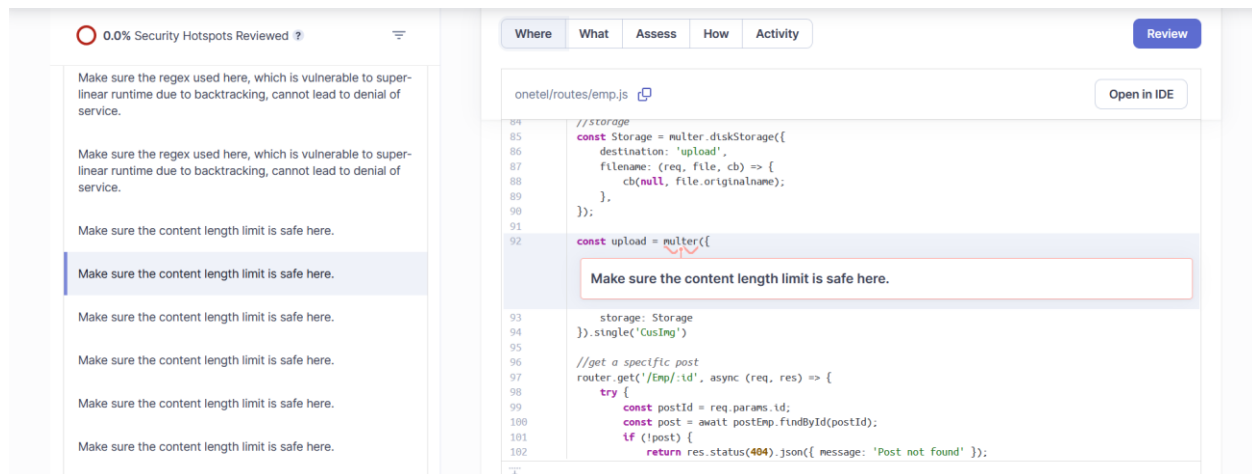 0.0% Security Hotspots Reviewed ?
Make sure the regex used here, which is vulnerable to super-
linear runtime due to backtracking, cannot lead to denial of
service.
Make sure the regex used here, which is vulnerable to super-
linear runtime due to backtracking, cannot lead to denial of
service.
Make sure the content length limit is safe here.
Make sure the content length limit is safe here.
Make sure the content length limit is safe here.
Make sure the content length limit is safe here.
Make sure the content length limit is safe here.
Make sure the content length limit is safe here.
Where What Assess How Activity
Review
onetel/routes/emp.js
Open in IDE
84 //storage
85 const Storage = multer.diskStorage({
86 destination: 'upload',
87 filename: (req, file, cb) => {
88 cb(null, file.originalname);
89 },
90 });
91
92 const upload = multer({
Make sure the content length limit is safe here.
93 storage: Storage
94 }).single('CusImg')
95
96 //get a specific post
97 router.get('/Emp/:id', async (req, res) => {
98 try {
99 const postId = req.params.id;
100 const post = await postEmp.findById(postId);
101 if (!post) {
102 return res.status(404).json({ message: 'Post not found' });